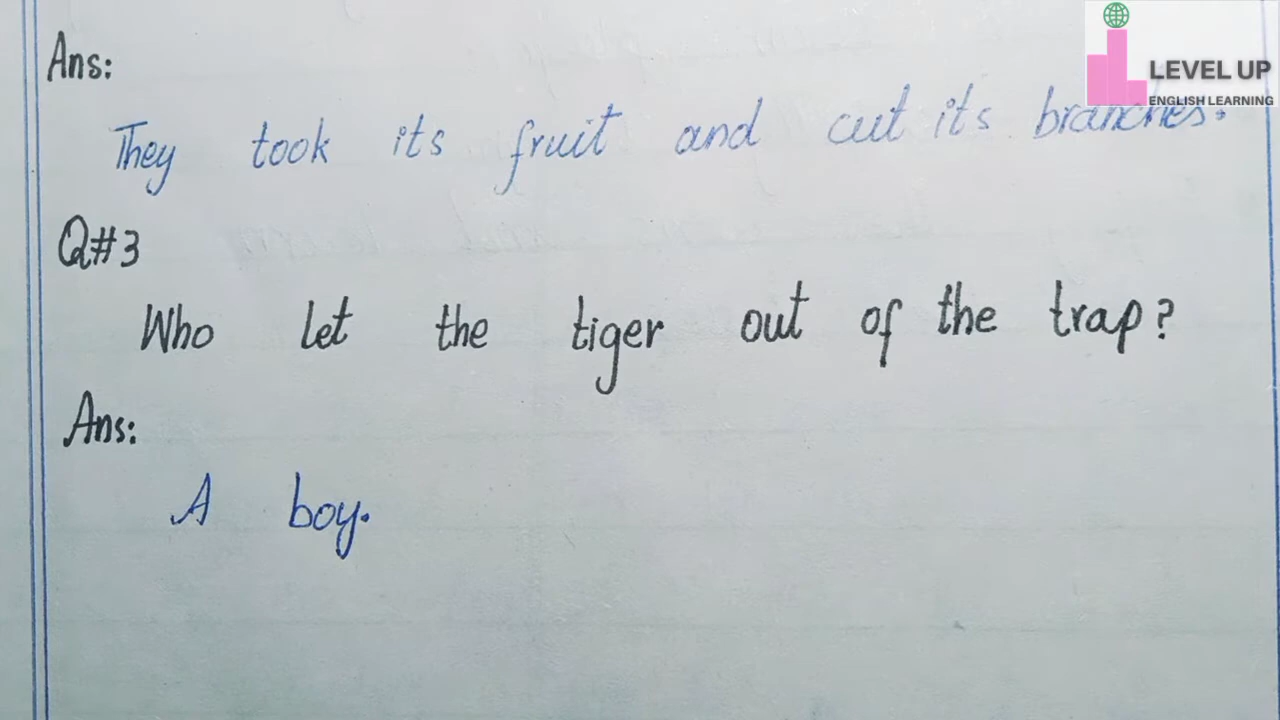 Ans:
LEVEL UP
ENGLISH LEARNING
They took its fruit and cut its branches.
Q#3
Who let the tiger out of the trap?
Ans:
A boy.